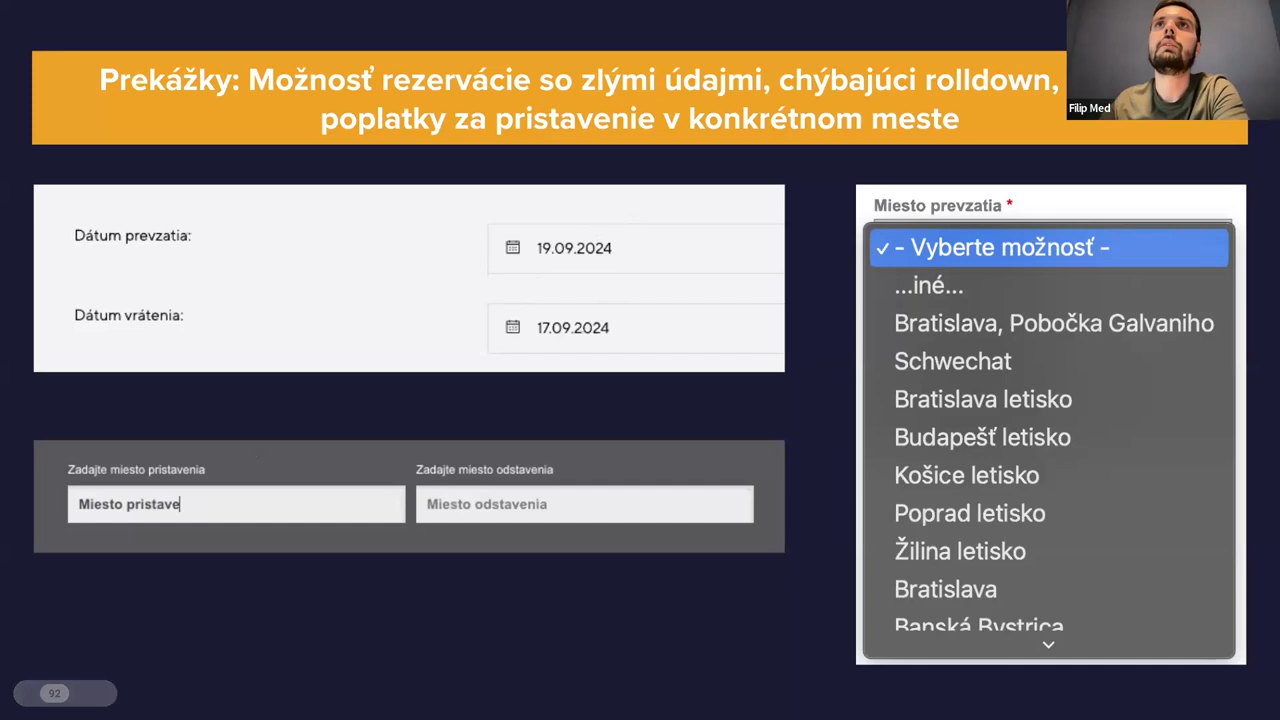 Prekážky: Možnosť rezervácie so zlými údajmi, chýbajúci rolldown,
poplatky za pristavenie v konkrétnom meste
Filip Med
Dátum prevzatia:
19.09.2024
Dátum vrátenia:
17.09.2024
Zadajte miesto pristavenia
Zadajte miesto odstavenia
Miesto pristave
Miesto odstavenia
Miesto prevzatia *
- Vyberte možnosť -
...iné...
Bratislava, Pobočka Galvaniho
Schwechat
Bratislava letisko
Budapešť letisko
Košice letisko
Poprad letisko
Žilina letisko
Bratislava
Banská Bystrica
92